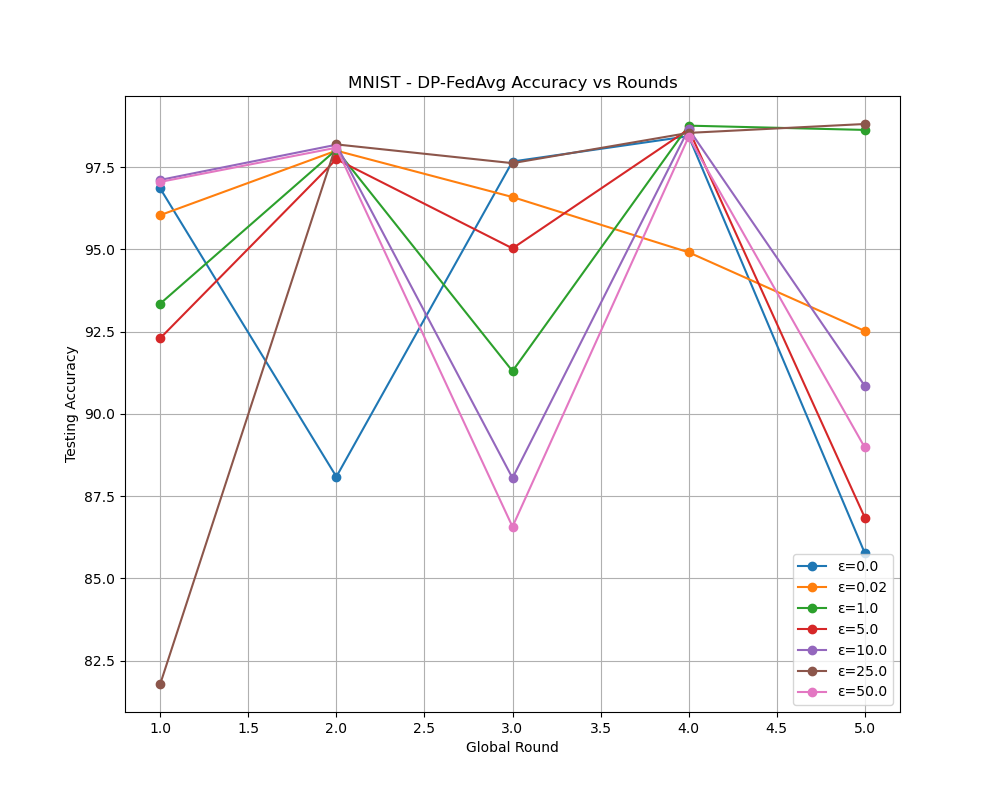 MNIST - DP-FedAvg Accuracy vs Rounds
Testing Accuracy
97.5
95.0
92.5
90.0
87.5
85.0
82.5
ε=0.0
ε=0.02
ε=1.0
ε=5.0
ε=10.0
ε=25.0
ε=50.0
1.0 1.5 2.0 2.5 3.0 3.5 4.0 4.5 5.0
Global Round